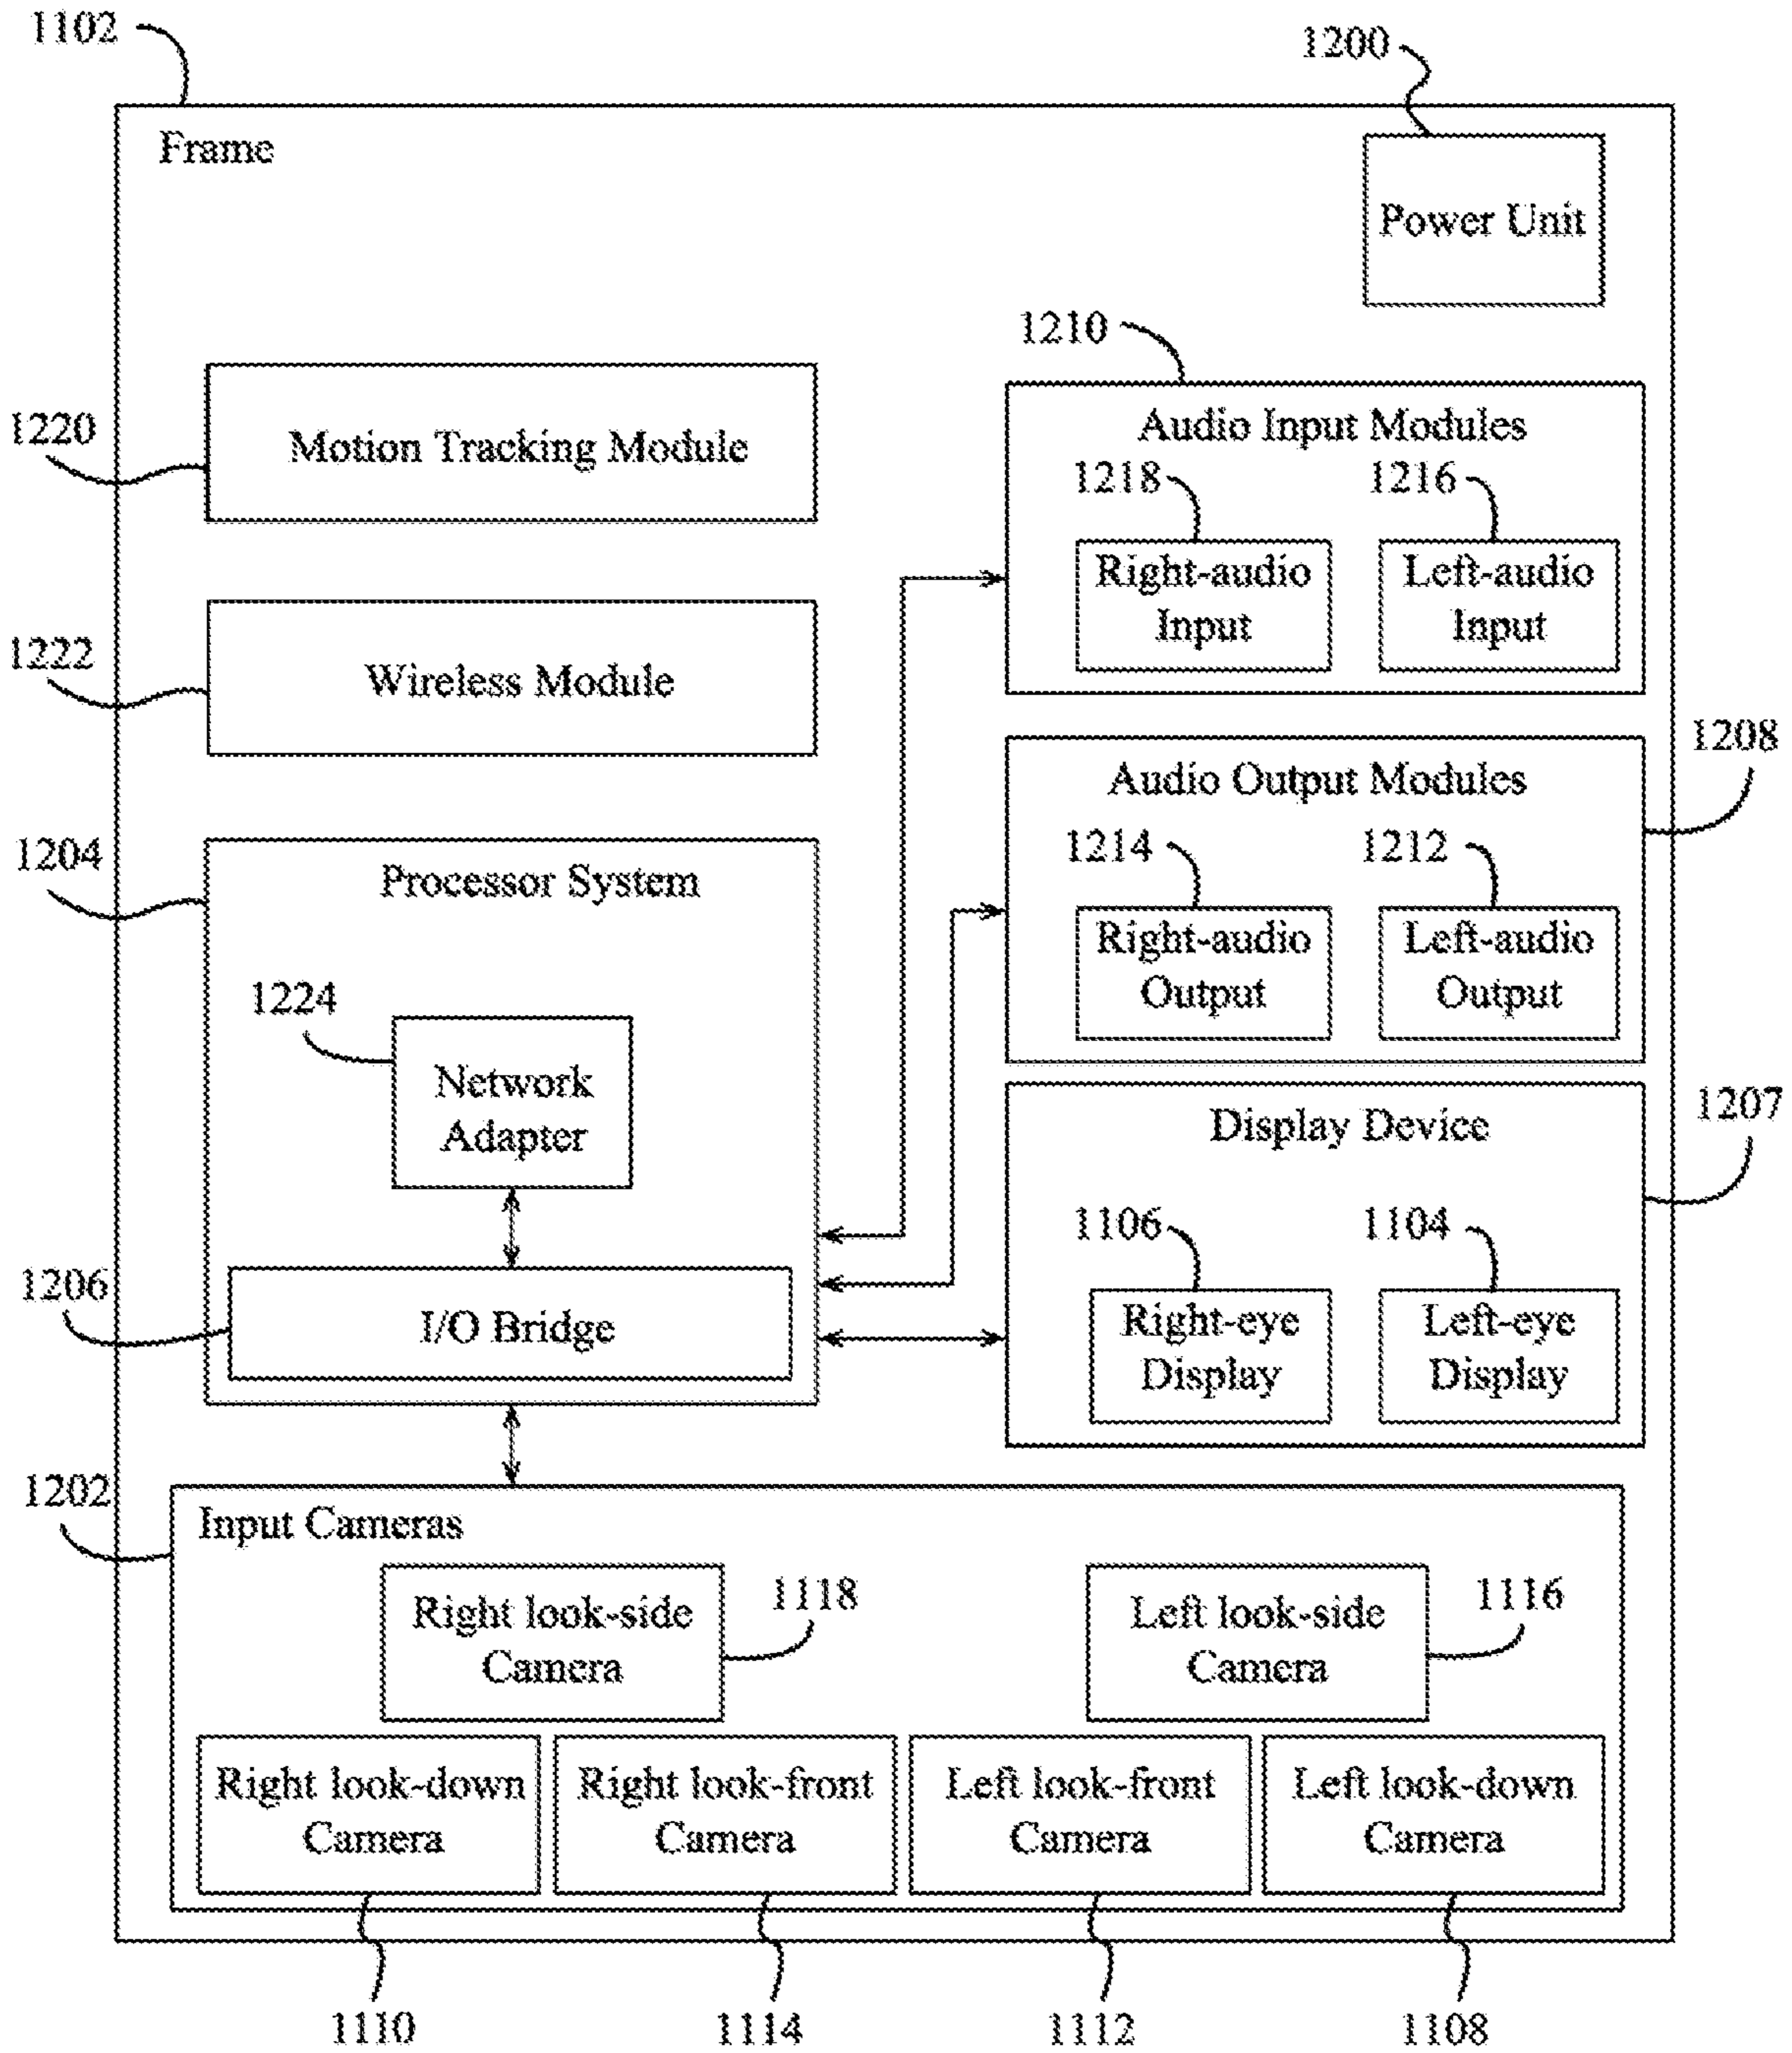 1102
1200
Frame
Power Unit
1210
Audio Input Modules
1220
Motion Tracking Module
1218
1216
Right-audio
Input
Left-audio
Input
1222
Wireless Module
1208
Audio Output Modules
1204
Processor System
1214
1212
Right-audio
Output
Left-audio
Output
1224
Network
Adapter
1207
Display Device
1106
1104
1206
I/O Bridge
Right-eye
Display
Left-eye
Display
1202
Input Cameras
Right look-side
Camera
1118
Left look-side
Camera
1116
Right look-down
Camera
Right look-front
Camera
Left look-front
Camera
Left look-down
Camera
1110
1114
1112
1108